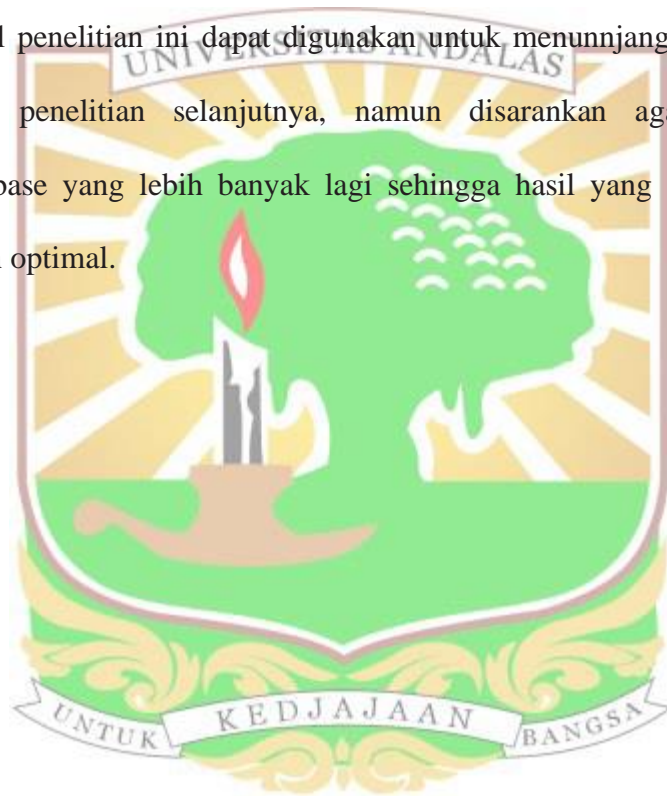 l penelitian ini dapat digunakan untuk menunnjang
UNIVERSITAS ANDALAS
penelitian selanjutnya, namun disarankan aga
base yang lebih banyak lagi sehingga hasil yang
optimal.
UNTUK KEDJAJAAN BANGSA